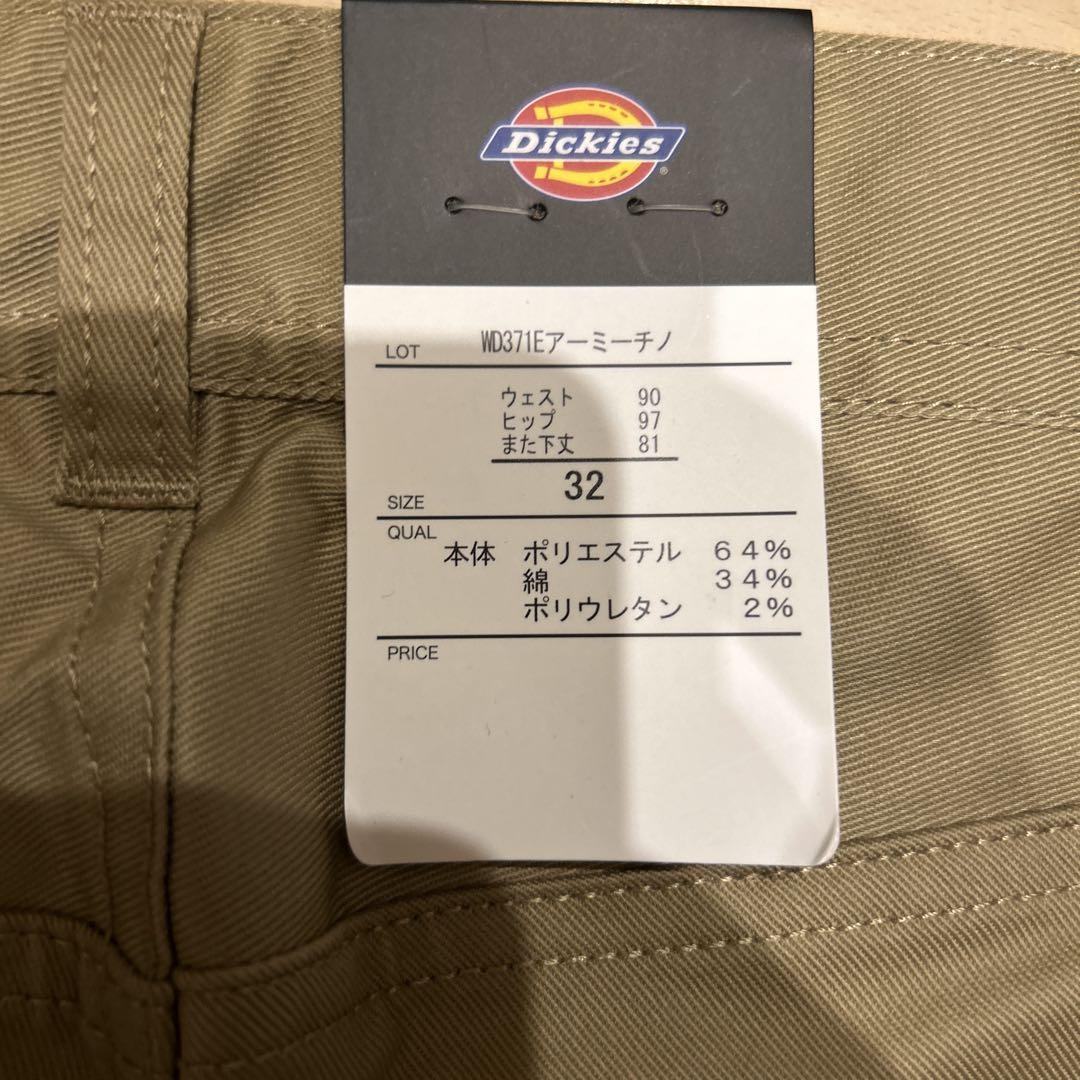 Dickies
®
LOT WD371Eアーミーチノ
ウェスト 90
ヒップ 97
また下丈 81
SIZE 32
QUAL
本体 ポリエステル 64%
綿 34%
ポリウレタン 2%
PRICE